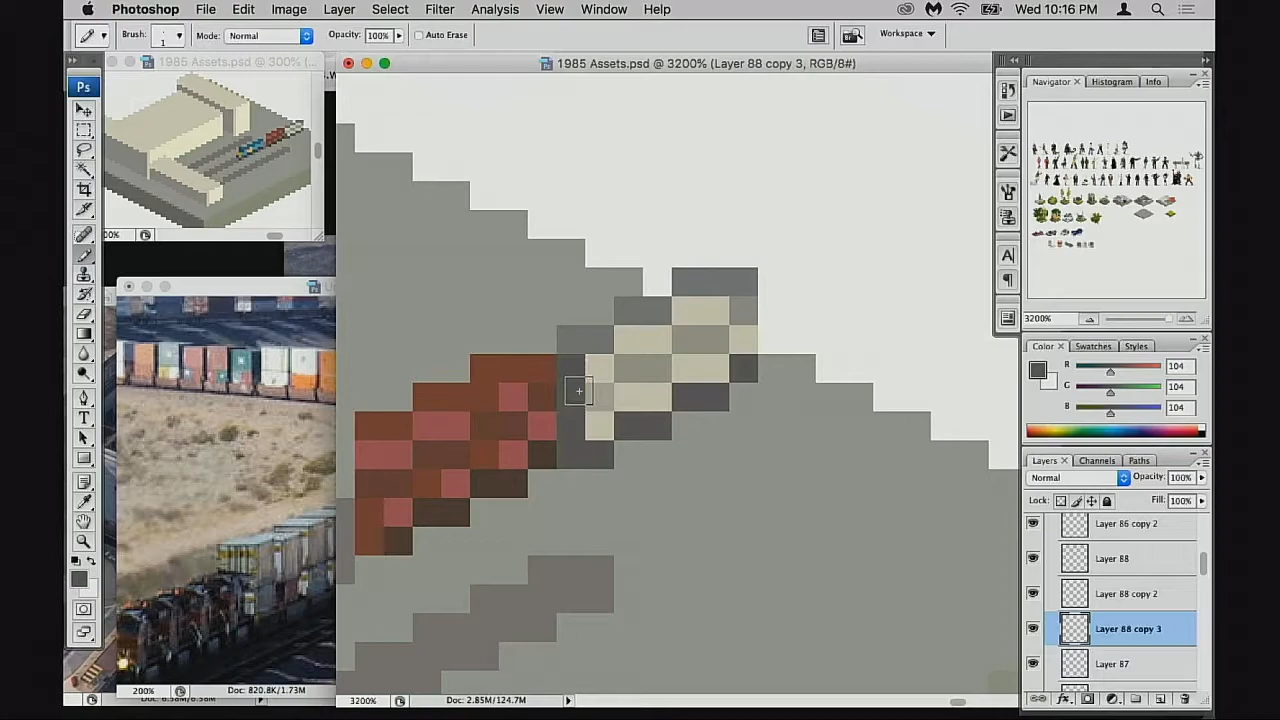 Photoshop File Edit Image Layer Select Filter Analysis View Window Help Wed 10:16 PM
Brush: 1 Mode: Normal Opacity: 100% Auto Erase Workspace
1985 Assets.psd @ 300% (...
1985 Assets.psd @ 3200% (Layer 88 copy 3, RGB/8#)
Ps
Navigator Histogram Info
3200%
Color Swatches Styles
R 104
G 104
B 104
Layers Channels Paths
Normal Opacity: 100%
Lock: Fill: 100%
Layer 86 copy 2
Layer 88
Layer 88 copy 2
Layer 88 copy 3
Layer 87
00%
200% Doc: 820.8K/1.73M
3200% Doc: 2.85M/124.7M